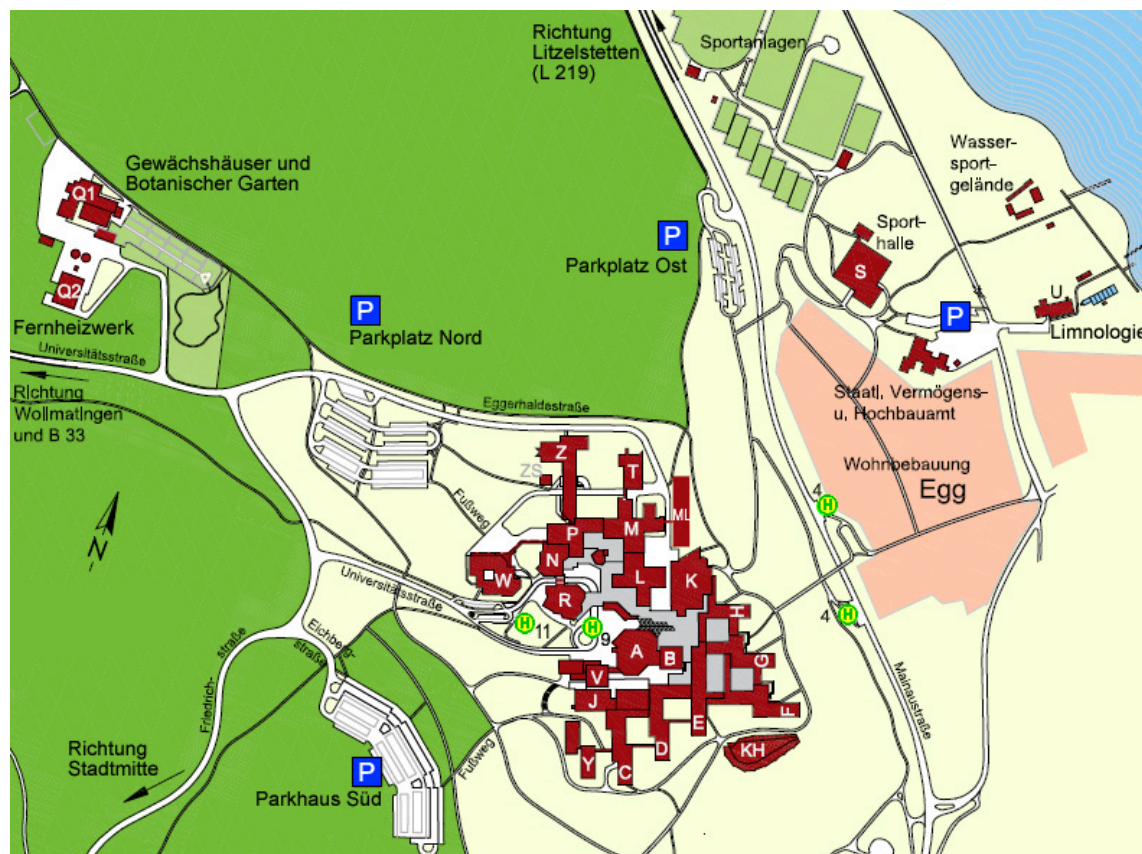 Richtung
Litzelstetten
(L 219)
Sportanlagen
Wasser-
sport-
gelände
Gewächshäuser und
Botanischer Garten
Q1
Q2
Fernheizwerk
Universitätsstraße
Richtung
Wollmatingen
und B 33
P
Parkplatz Nord
P
Parkplatz Ost
Sport-
halle
S
P
U
Limnologie
Staatl. Vermögens-
u. Hochbauamt
Wohnbebauung
Egg
Eggerhaldestraße
Fußweg
ZS
Z
T
ML
M
P
N
W
R
L
K
H
A
B
G
V
J
F
E
D
Y
C
KH
H
11
H
9
4
H
4
H
N
Universitätsstraße
Eichberg-
straße
Friedrich-
straße
Mainaustraße
Richtung
Stadtmitte
P
Parkhaus Süd
Fußweg